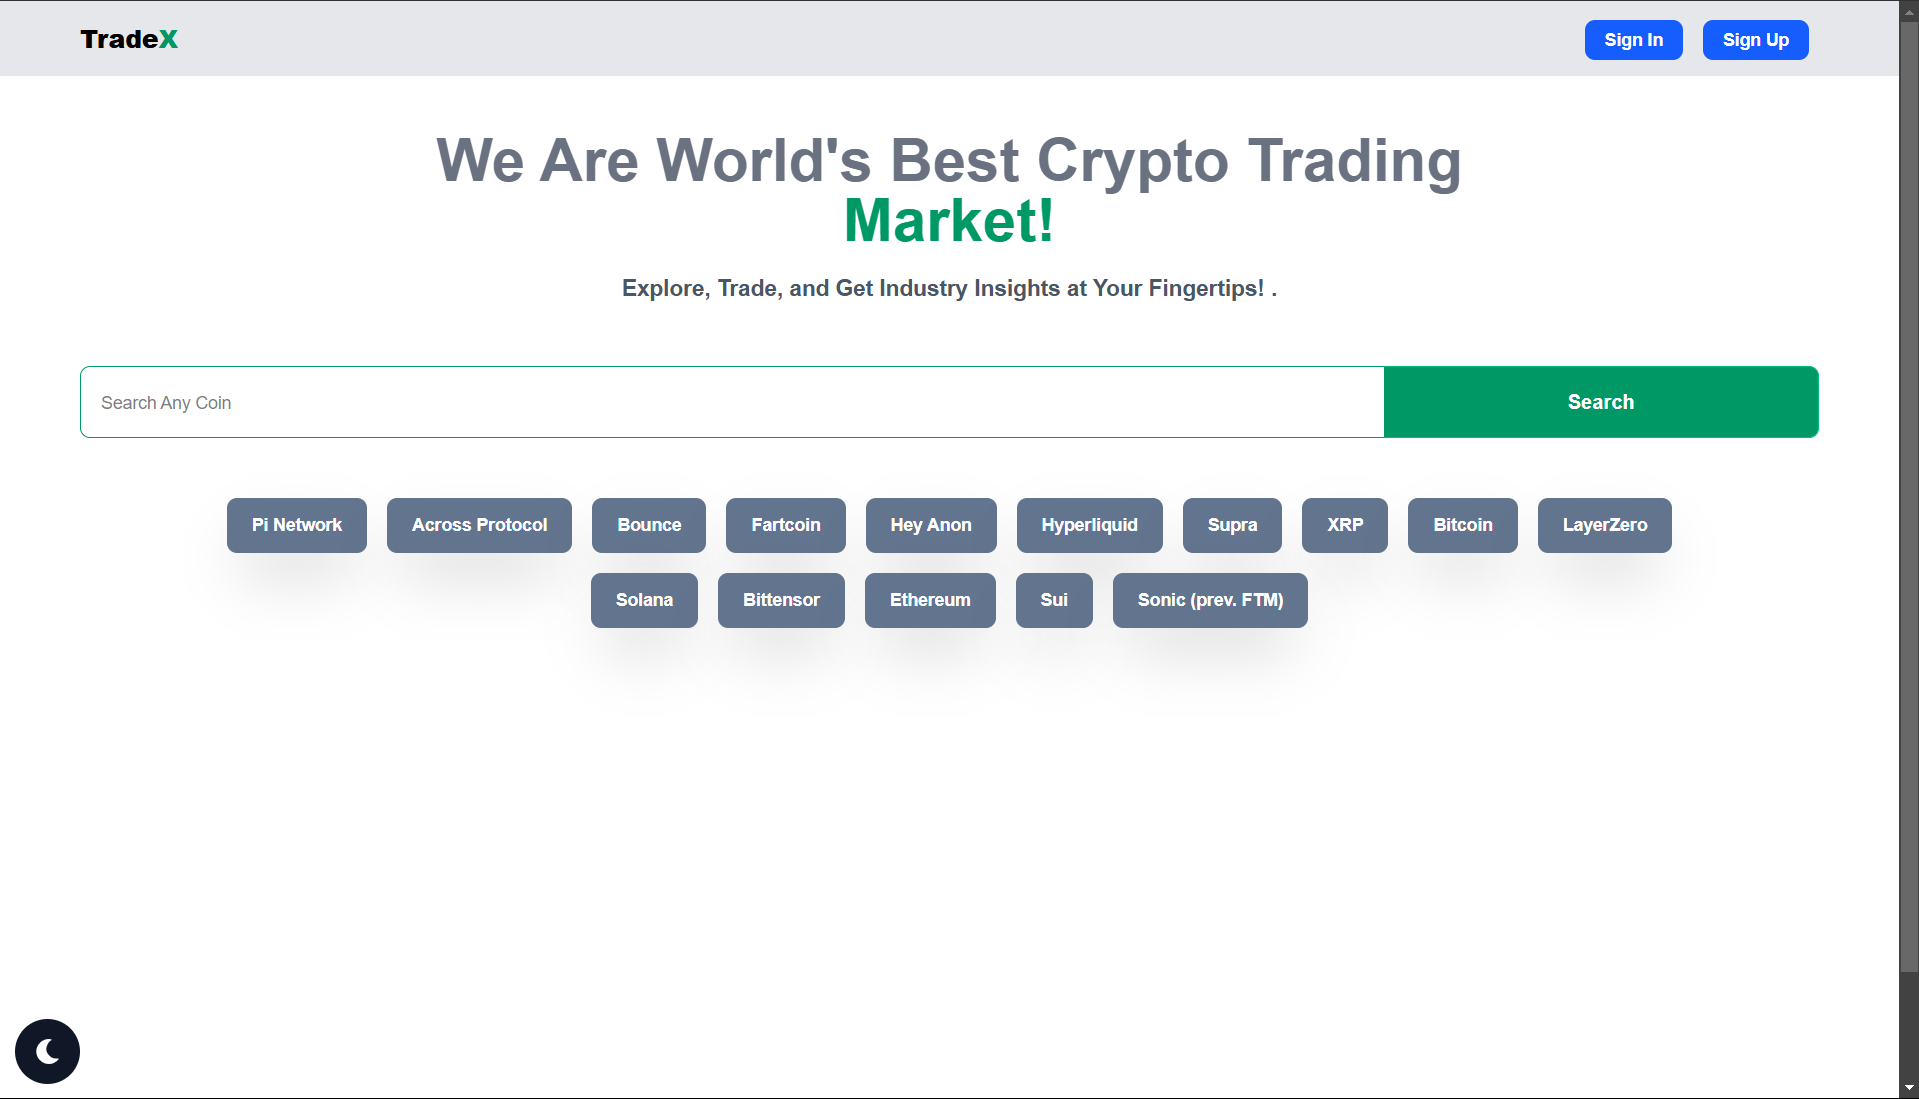 TradeX
Sign In
Sign Up
We Are World's Best Crypto Trading
Market!
Explore, Trade, and Get Industry Insights at Your Fingertips! .
Search Any Coin
Search
Pi Network
Across Protocol
Bounce
Fartcoin
Hey Anon
Hyperliquid
Supra
XRP
Bitcoin
LayerZero
Solana
Bittensor
Ethereum
Sui
Sonic (prev. FTM)